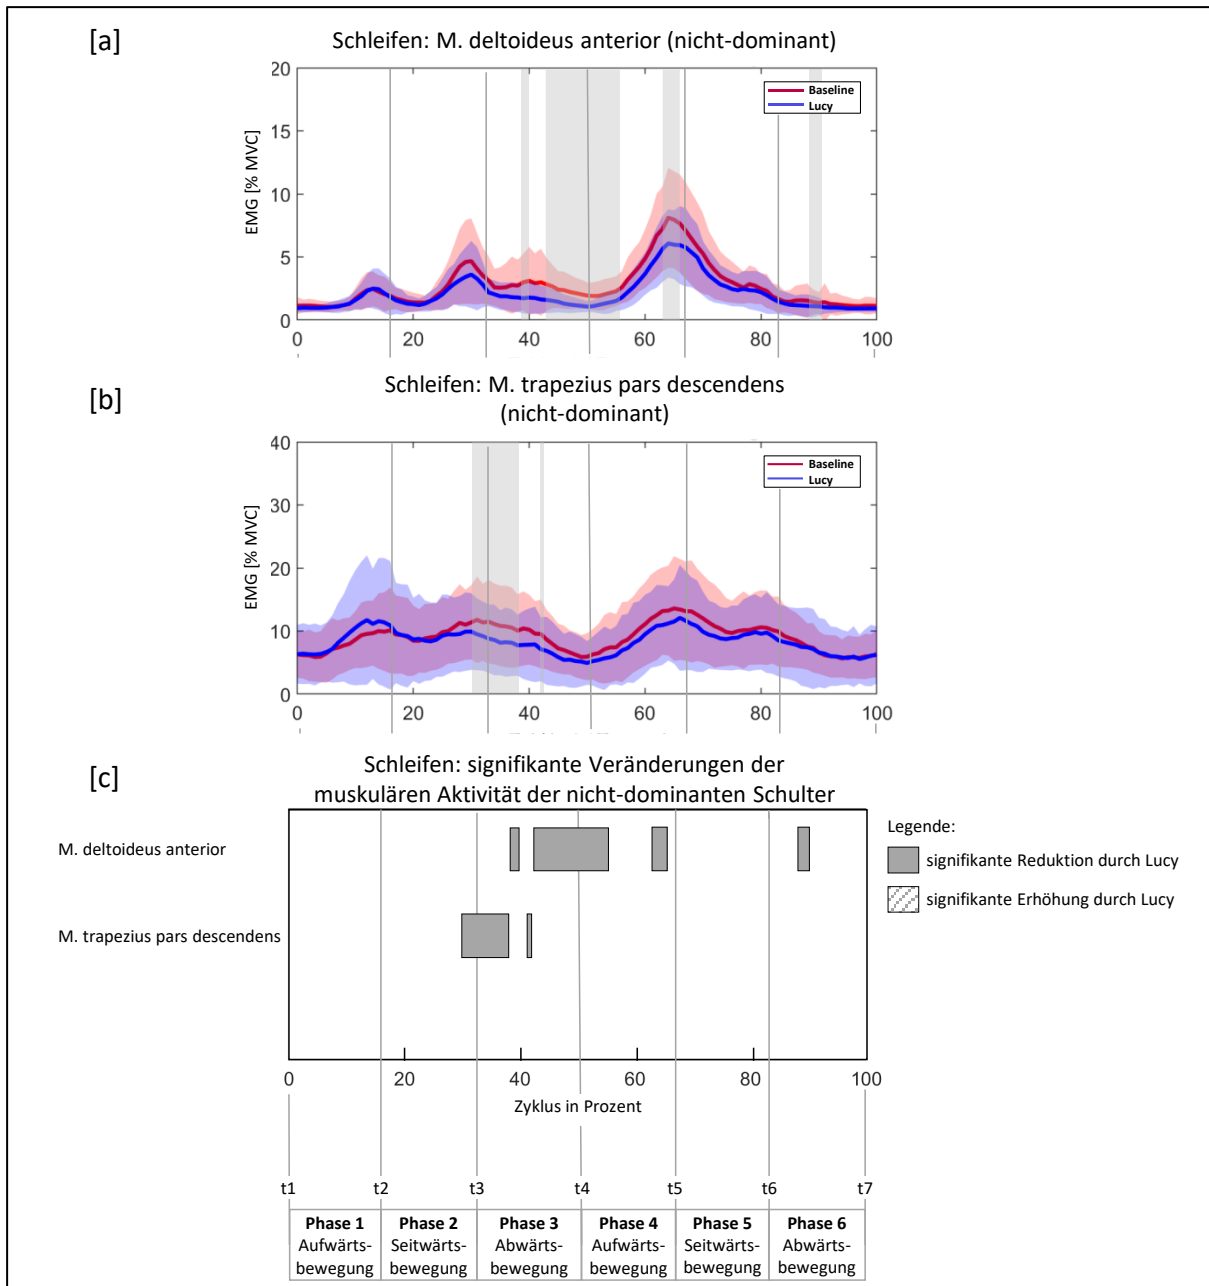 [a]
Schleifen: M. deltoideus anterior (nicht-dominant)
20
15
10
5
0
EMG [% MVC]
Baseline
Lucy
0 20 40 60 80 100
[b]
Schleifen: M. trapezius pars descendens
(nicht-dominant)
40
30
20
10
0
EMG [% MVC]
Baseline
Lucy
0 20 40 60 80 100
[c]
Schleifen: signifikante Veränderungen der
muskulären Aktivität der nicht-dominanten Schulter
M. deltoideus anterior
M. trapezius pars descendens
Legende:
signifikante Reduktion durch Lucy
signifikante Erhöhung durch Lucy
0 20 40 60 80 100
Zyklus in Prozent
t1 t2 t3 t4 t5 t6 t7
Phase 1 Phase 2 Phase 3 Phase 4 Phase 5 Phase 6
Aufwärts- Seitwärts- Abwärts- Aufwärts- Seitwärts- Abwärts-
bewegung bewegung bewegung bewegung bewegung bewegung